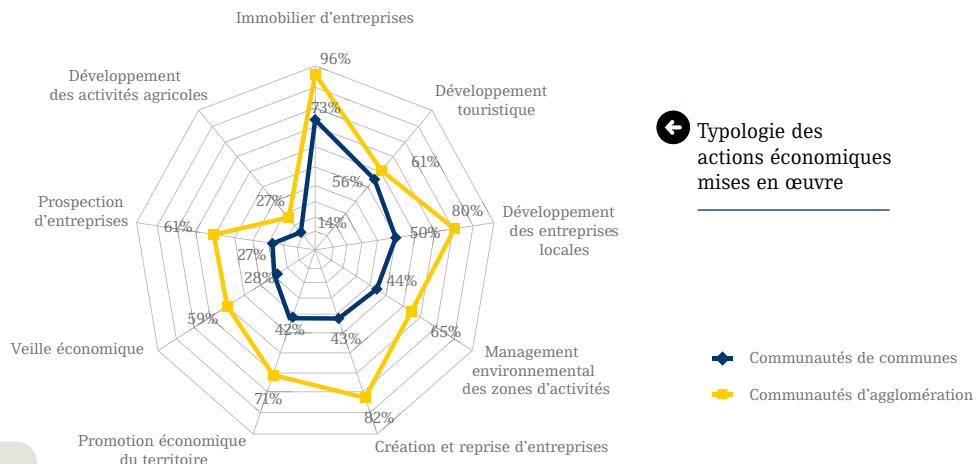 Immobilier d'entreprises
96%
Développement
des activités agricoles
Développement
touristique
73%
61%
56%
Prospection
d'entreprises
27%
14%
80%
Développement
des entreprises
locales
61%
50%
27%
28%
44%
59%
65%
Veille économique
42%
43%
Management
environnemental
des zones d'activités
71%
82%
Promotion économique
du territoire
Création et reprise d'entreprises
Typologie des
actions économiques
mises en œuvre
Communautés de communes
Communautés d'agglomération